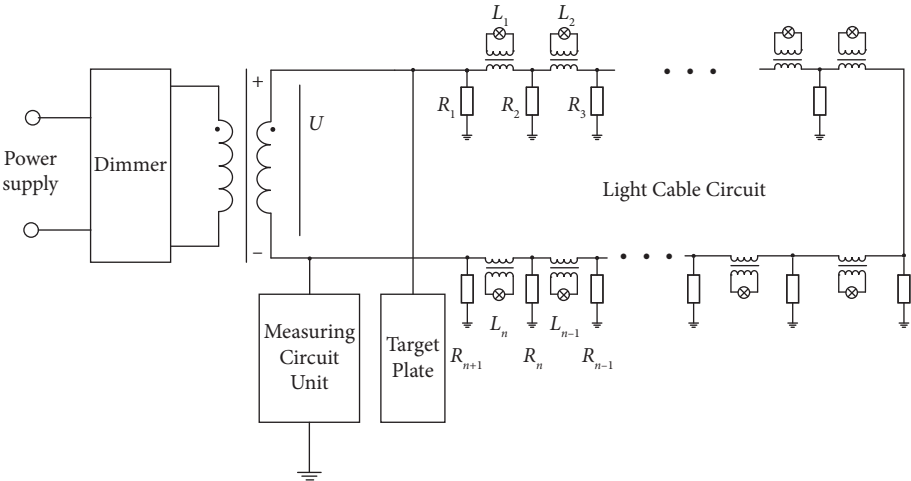 L1 L2
+
U
R1 R2 R3
Power
supply
Dimmer
Light Cable Circuit
−
Measuring
Circuit
Unit
Target
Plate
Ln Ln−1
Rn+1 Rn Rn−1